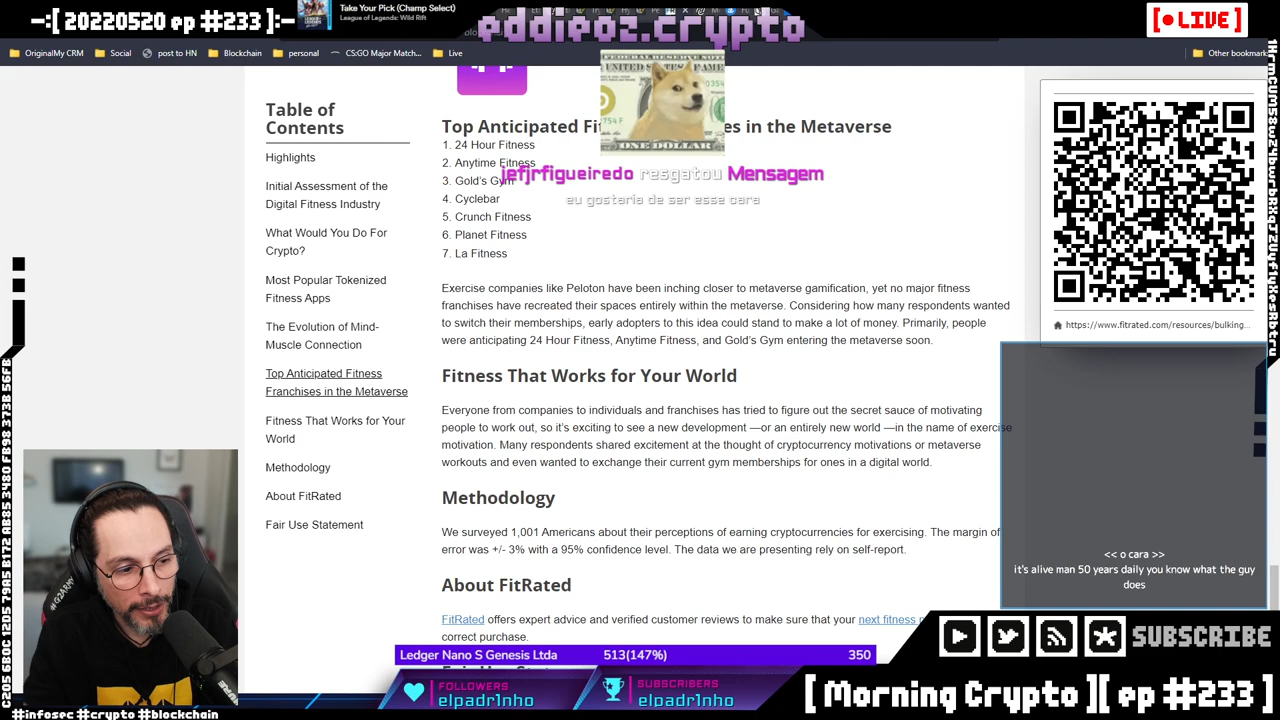 -:[ 20220520 ep #233 ]:-
Take Your Pick (Champ Select)
League of Legends: Wild Rift
eddieoz.crypto
[●LIVE]
OriginalMy CRM
Social
post to HN
Blockchain
personal
CS:GO Major Match...
Live
Other bookmark
Table of
Contents
Highlights
Initial Assessment of the
Digital Fitness Industry
What Would You Do For
Crypto?
Most Popular Tokenized
Fitness Apps
The Evolution of Mind-
Muscle Connection
Top Anticipated Fitness
Franchises in the Metaverse
Fitness That Works for Your
World
Methodology
About FitRated
Fair Use Statement
Top Anticipated Fit es in the Metaverse
1. 24 Hour Fitness
2. Anytime Fitness
3. Gold's Gym
4. Cyclebar
5. Crunch Fitness
6. Planet Fitness
7. La Fitness
FEDERAL RESERVE NOTE
UNITED STATES FAME
ONE DOLLAR
jefjrfigueiredo resgatou Mensagem
eu gostaria de ser esse cara
Exercise companies like Peloton have been inching closer to metaverse gamification, yet no major fitness
franchises have recreated their spaces entirely within the metaverse. Considering how many respondents wanted
to switch their memberships, early adopters to this idea could stand to make a lot of money. Primarily, people
were anticipating 24 Hour Fitness, Anytime Fitness, and Gold's Gym entering the metaverse soon.
Fitness That Works for Your World
Everyone from companies to individuals and franchises has tried to figure out the secret sauce of motivating
people to work out, so it's exciting to see a new development —or an entirely new world —in the name of exercise
motivation. Many respondents shared excitement at the thought of cryptocurrency motivations or metaverse
workouts and even wanted to exchange their current gym memberships for ones in a digital world.
Methodology
We surveyed 1,001 Americans about their perceptions of earning cryptocurrencies for exercising. The margin of
error was +/- 3% with a 95% confidence level. The data we are presenting rely on self-report.
About FitRated
FitRated offers expert advice and verified customer reviews to make sure that your next fitness
correct purchase.
https://www.fitrated.com/resources/bulking...
<< o cara >>
it's alive man 50 years daily you know what the guy
does
SUBSCRIBE
Ledger Nano S Genesis Ltda 513(147%) 350
FOLLOWERS
elpadr1nho
SUBSCRIBERS
elpadr1nho
[ Morning Crypto ][ ep #233 ]
#infosec #crypto #blockchain